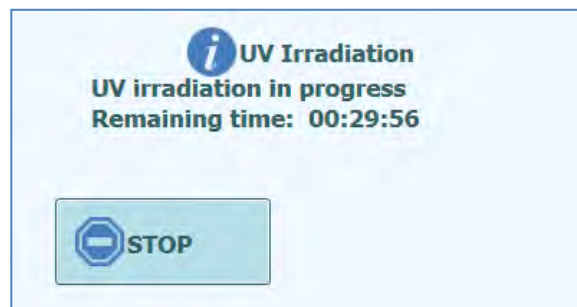 UV Irradiation
UV irradiation in progress
Remaining time: 00:29:56
STOP